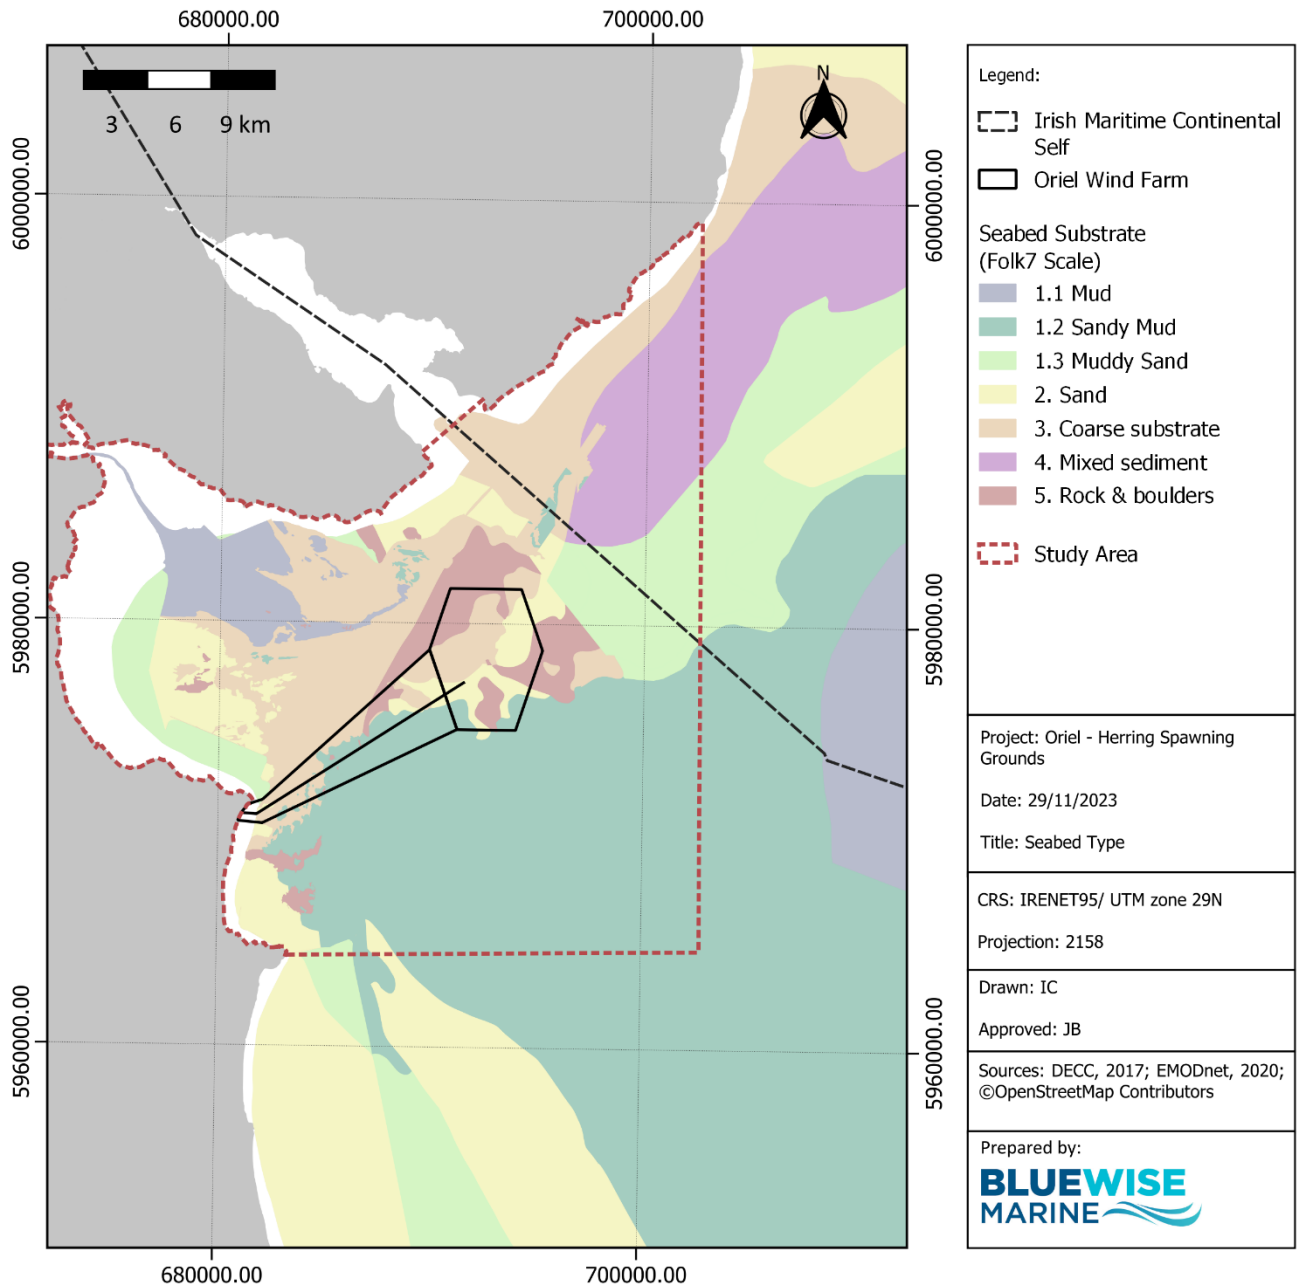 680000.00
700000.00
N
3 6 9 km
6000000.00
6000000.00
5980000.00
5980000.00
5960000.00
5960000.00
680000.00
700000.00
Legend:
Irish Maritime Continental
Self
Oriel Wind Farm
Seabed Substrate
(Folk7 Scale)
1.1 Mud
1.2 Sandy Mud
1.3 Muddy Sand
2. Sand
3. Coarse substrate
4. Mixed sediment
5. Rock & boulders
Study Area
Project: Oriel - Herring Spawning
Grounds
Date: 29/11/2023
Title: Seabed Type
CRS: IRENET95/ UTM zone 29N
Projection: 2158
Drawn: IC
Approved: JB
Sources: DECC, 2017; EMODnet, 2020;
©OpenStreetMap Contributors
Prepared by:
BLUEWISE
MARINE